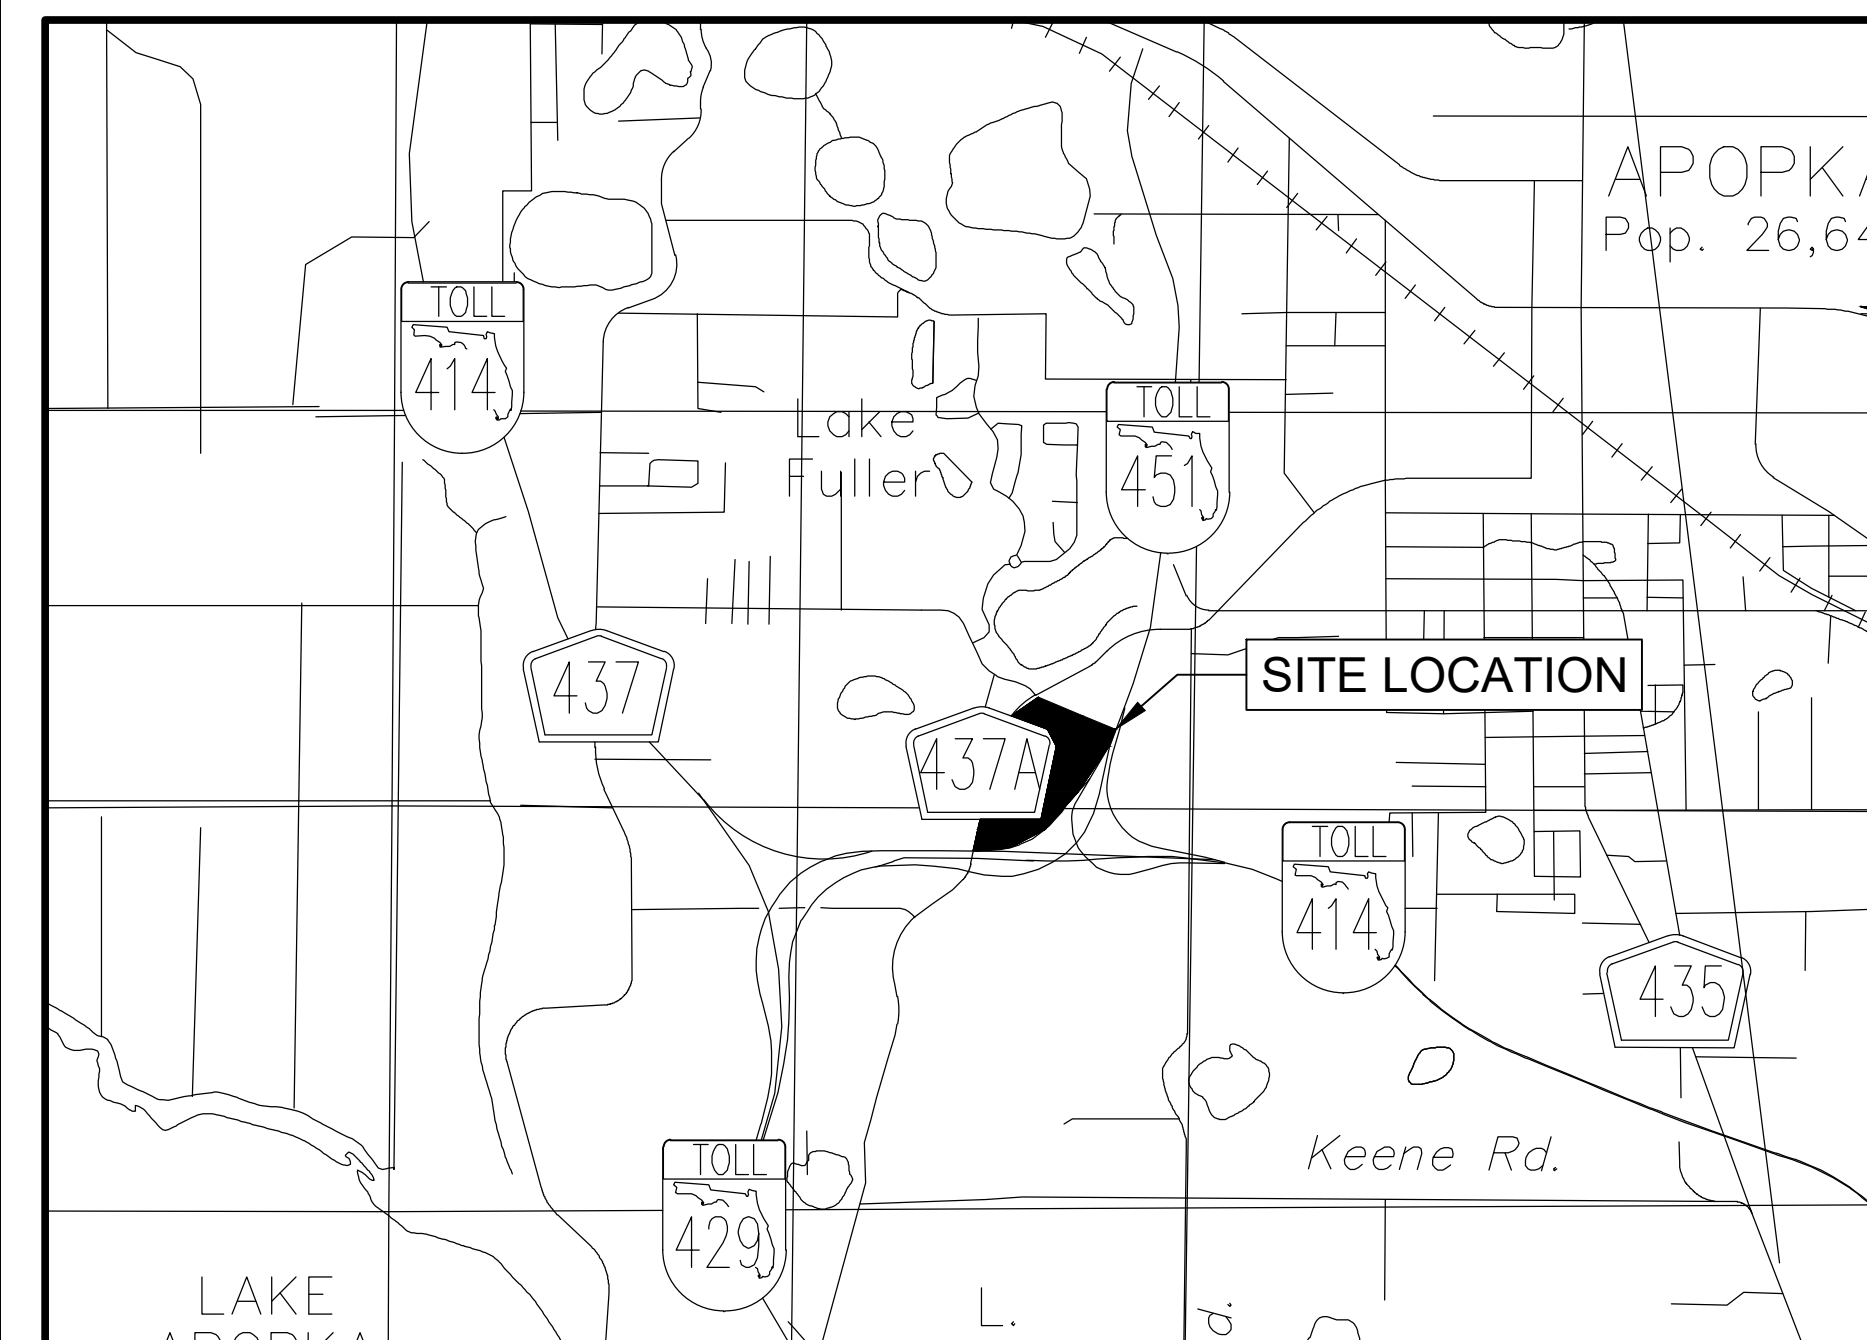 APOPKA
Pop. 26,64
TOLL
414
TOLL
451
Lake
Fuller
SITE LOCATION
437
437A
TOLL
414
435
Keene Rd.
TOLL
429
LAKE
APOPKA
L.
d.